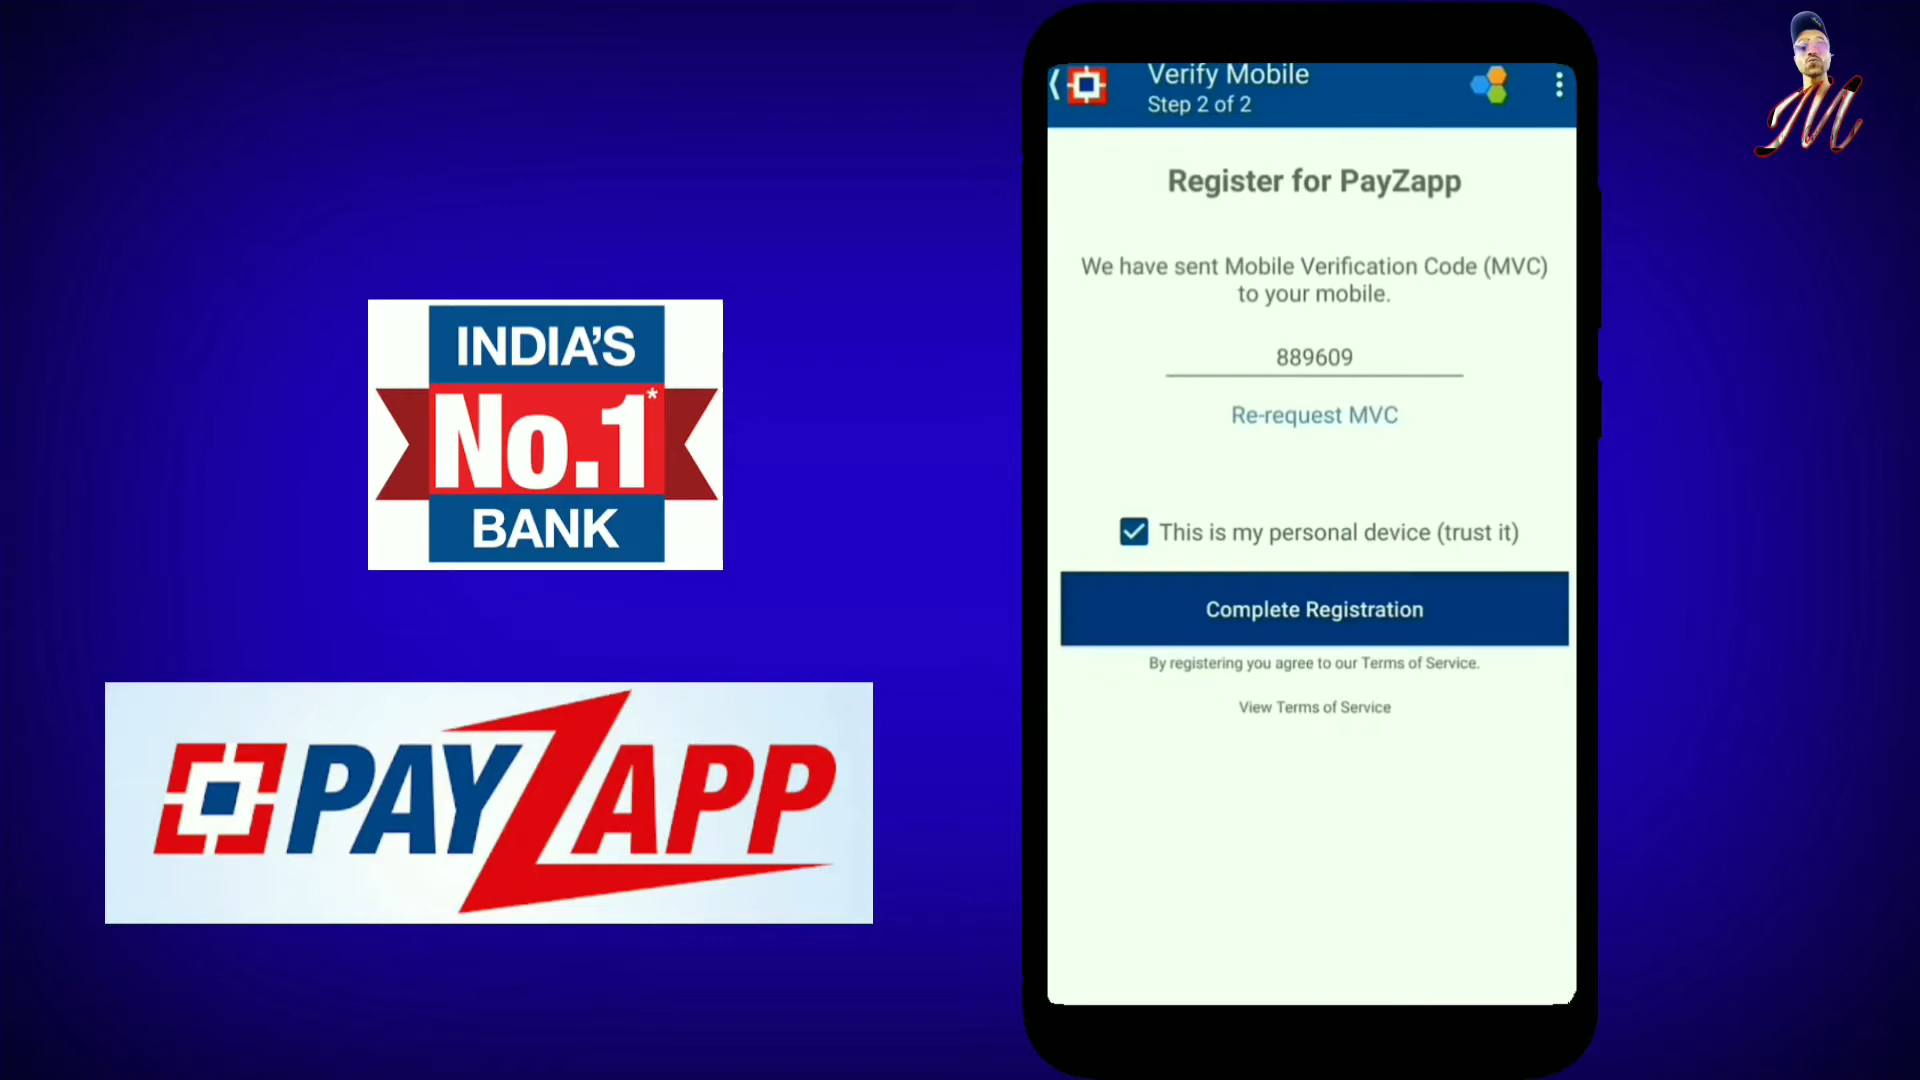 INDIA'S
No.1*
BANK
PAYZAPP
Verify Mobile
Step 2 of 2
Register for PayZapp
We have sent Mobile Verification Code (MVC)
to your mobile.
889609
Re-request MVC
This is my personal device (trust it)
Complete Registration
By registering you agree to our Terms of Service.
View Terms of Service
M